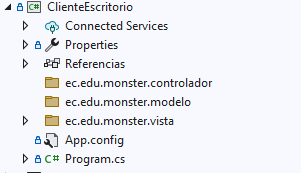 C# ClienteEscritorio
Connected Services
Properties
Referencias
ec.edu.monster.controlador
ec.edu.monster.modelo
ec.edu.monster.vista
App.config
C# Program.cs